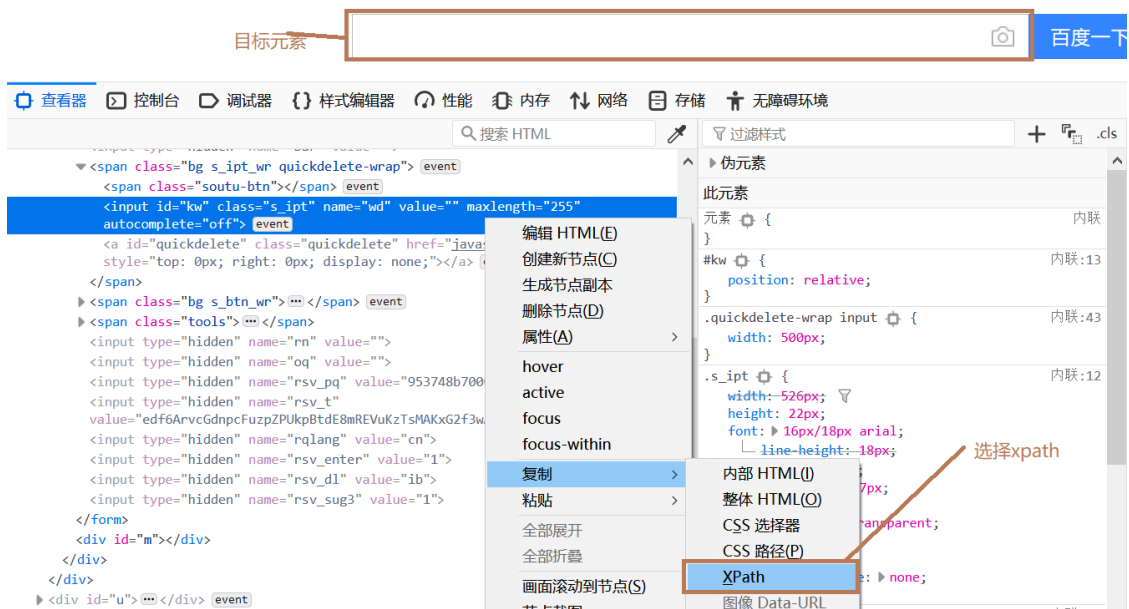 目标元素
百度一下
查看器 控制台 调试器 样式编辑器 性能 内存 网络 存储 无障碍环境
搜索 HTML
过滤样式
.cls
<span class="bg s_ipt_wr quickdelete-wrap"> event
<span class="soutu-btn"></span> event
<input id="kw" class="s_ipt" name="wd" value="" maxlength="255"
autocomplete="off"> event
<a id="quickdelete" class="quickdelete" href="javas
style="top: 0px; right: 0px; display: none;"></a>
</span>
<span class="bg s_btn_wr"> </span> event
<span class="tools"> </span>
<input type="hidden" name="rn" value="">
<input type="hidden" name="oq" value="">
<input type="hidden" name="rsv_pq" value="953748b700
<input type="hidden" name="rsv_t"
value="edf6ArvcGdnpcFuzpZPUkpBtdE8mREVuKzTsMAKxG2f3w
<input type="hidden" name="rqlang" value="cn">
<input type="hidden" name="rsv_enter" value="1">
<input type="hidden" name="rsv_dl" value="ib">
<input type="hidden" name="rsv_sug3" value="1">
</form>
<div id="m"></div>
</div>
</div>
<div id="u"> </div> event
编辑 HTML(E)
创建新节点(C)
生成节点副本
删除节点(D)
属性(A)
hover
active
focus
focus-within
复制
粘贴
全部展开
全部折叠
画面滚动到节点(S)
内部 HTML(I)
整体 HTML(O)
CSS 选择器
CSS 路径(P)
XPath
图像 Data-URL
伪元素
此元素
元素 { 内联
}
#kw { 内联:13
position: relative;
}
.quickdelete-wrap input { 内联:43
width: 500px;
}
.s_ipt { 内联:12
width: 526px;
height: 22px;
font: 16px/18px arial;
line-height: 18px;
7px;
ransparent;
: none;
选择xpath